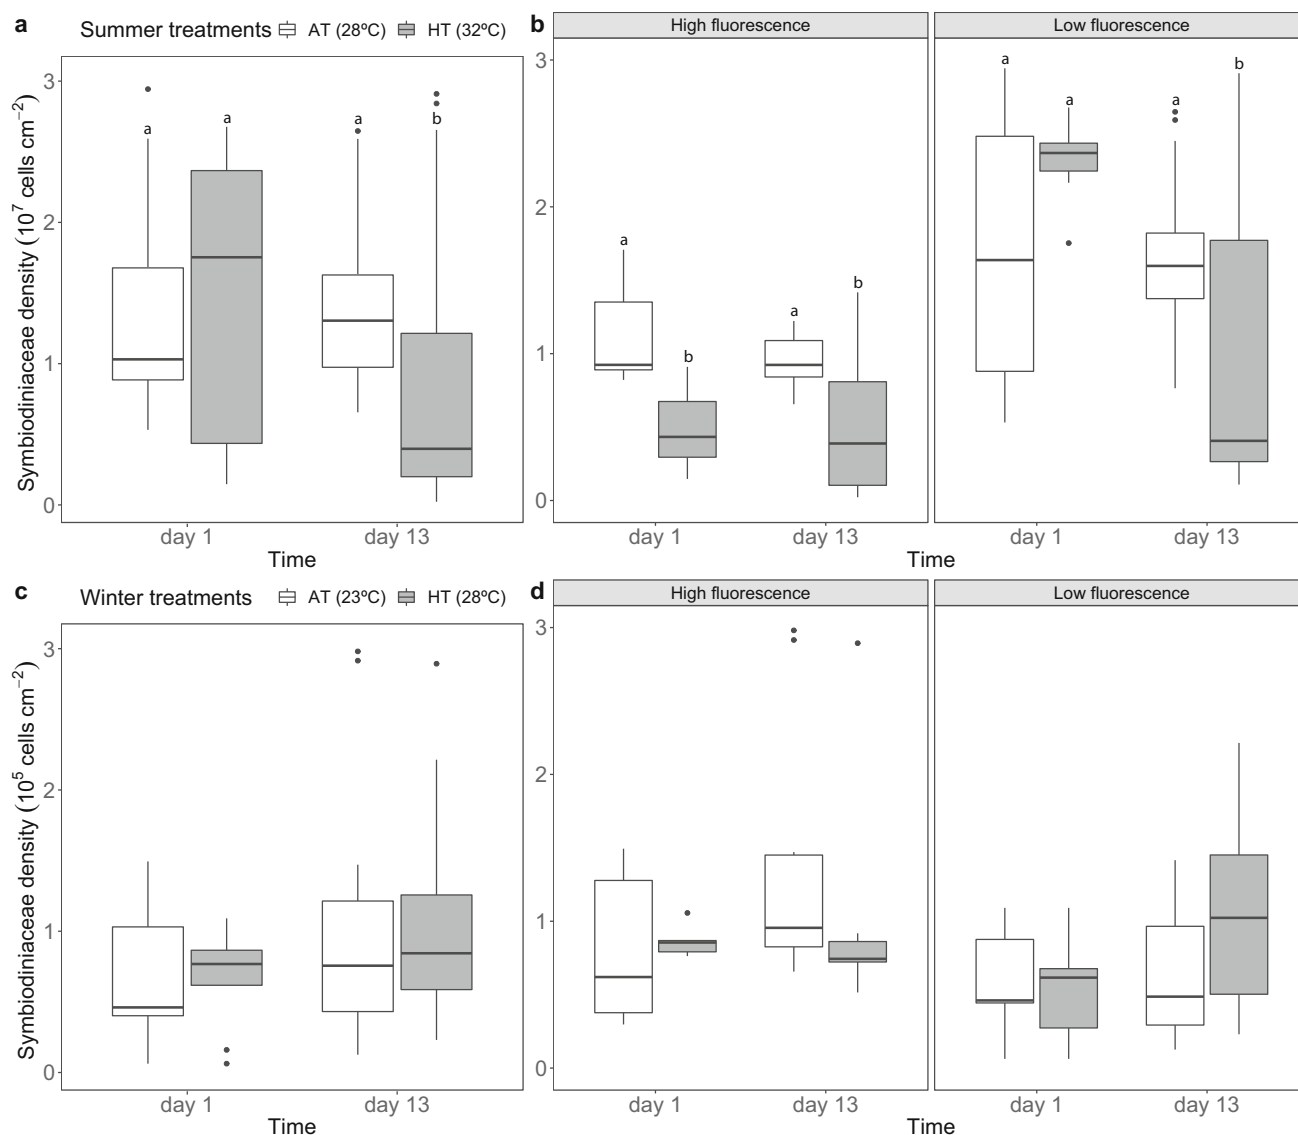 a Summer treatments AT (28ºC) HT (32ºC)
Symbiodiniaceae density (10⁷ cells cm⁻²)
3
2
1
0
a a a b
day 1 day 13
Time
b High fluorescence Low fluorescence
3
2
1
0
a b a b
a a a b
day 1 day 13 day 1 day 13
Time Time
c Winter treatments AT (23ºC) HT (28ºC)
Symbiodiniaceae density (10⁵ cells cm⁻²)
3
2
1
0
day 1 day 13
Time
d High fluorescence Low fluorescence
3
2
1
0
day 1 day 13 day 1 day 13
Time Time